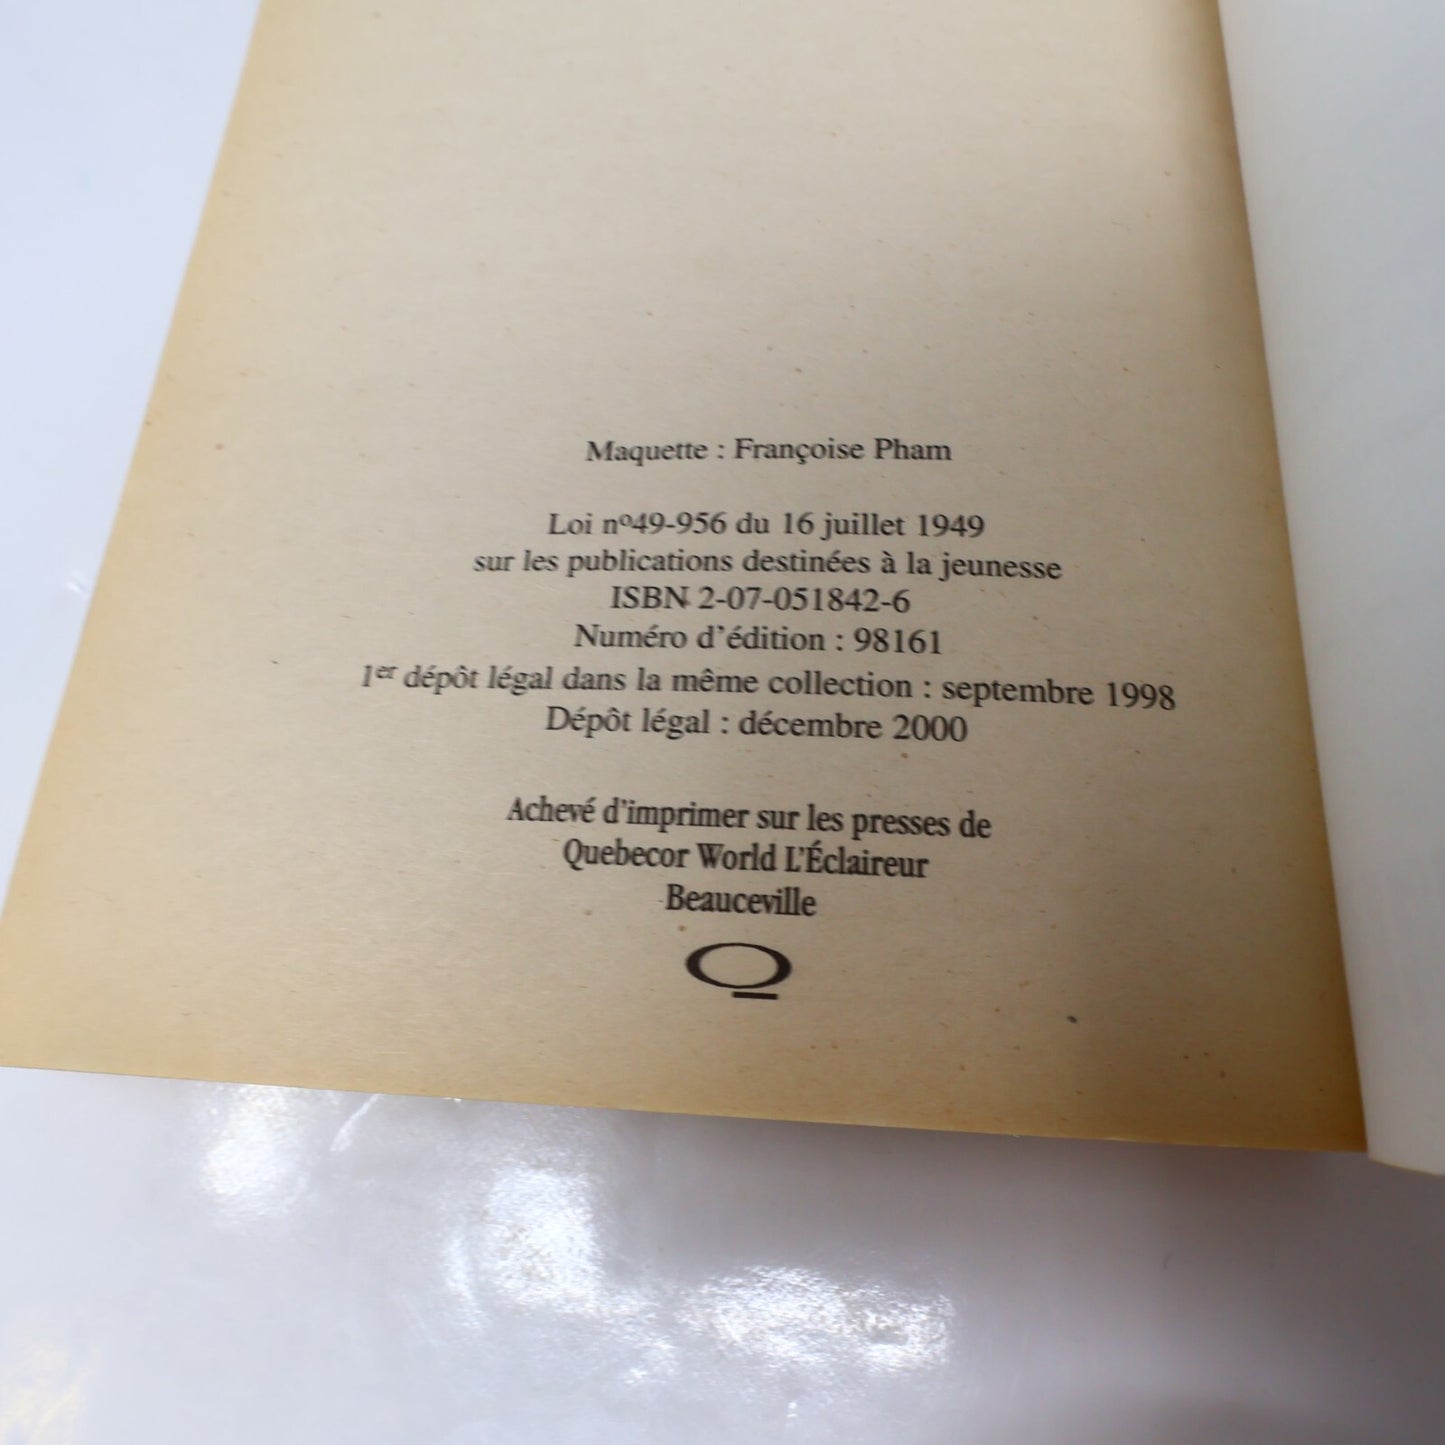 Maquette : Françoise Pham
Loi nº49-956 du 16 juillet 1949
sur les publications destinées à la jeunesse
ISBN 2-07-051842-6
Numéro d'édition : 98161
1er dépôt légal dans la même collection : septembre 1998
Dépôt légal : décembre 2000
Achevé d'imprimer sur les presses de
Quebecor World L'Éclaireur
Beauceville